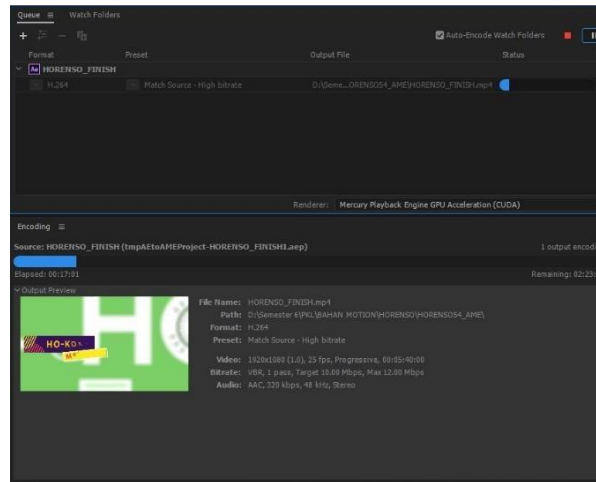 Queue Watch Folders
Auto-Encode Watch Folders
Format Preset Output File Status
Ae HORENSO_FINISH
H.264 Match Source - High bitrate D:\Seme...ORENSO54_AME\HORENSO_FINISH.mp4
Renderer: Mercury Playback Engine GPU Acceleration (CUDA)
Encoding
Source: HORENSO_FINISH (tmpAEtoAMEProject-HORENSO_FINISH1.aep) 1 output encodi
Elapsed: 00:17:01 Remaining: 02:23:
Output Preview
File Name: HORENSO_FINISH.mp4
Path: D:\Semester 6\PKL\BAHAN MOTION\HORENSO\HORENSO54_AME\
Format: H.264
Preset: Match Source - High bitrate
Video: 1920x1080 (1.0), 25 fps, Progressive, 00:05:40:00
Bitrate: VBR, 1 pass, Target 10.00 Mbps, Max 12.00 Mbps
Audio: AAC, 320 kbps, 48 kHz, Stereo
HO-KO